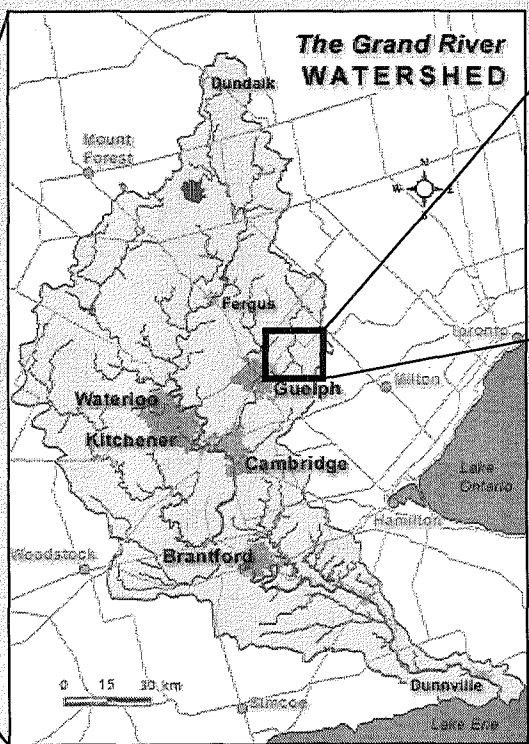 The Grand River
WATERSHED
Dundalk
Mount
Forest
N
W
E
S
Fergus
Toronto
Guelph
Milton
Waterloo
Kitchener
Cambridge
Lake
Ontario
Hamilton
Woodstock
Brantford
0 15 30 km
Simcoe
Dunnville
Lake Erie